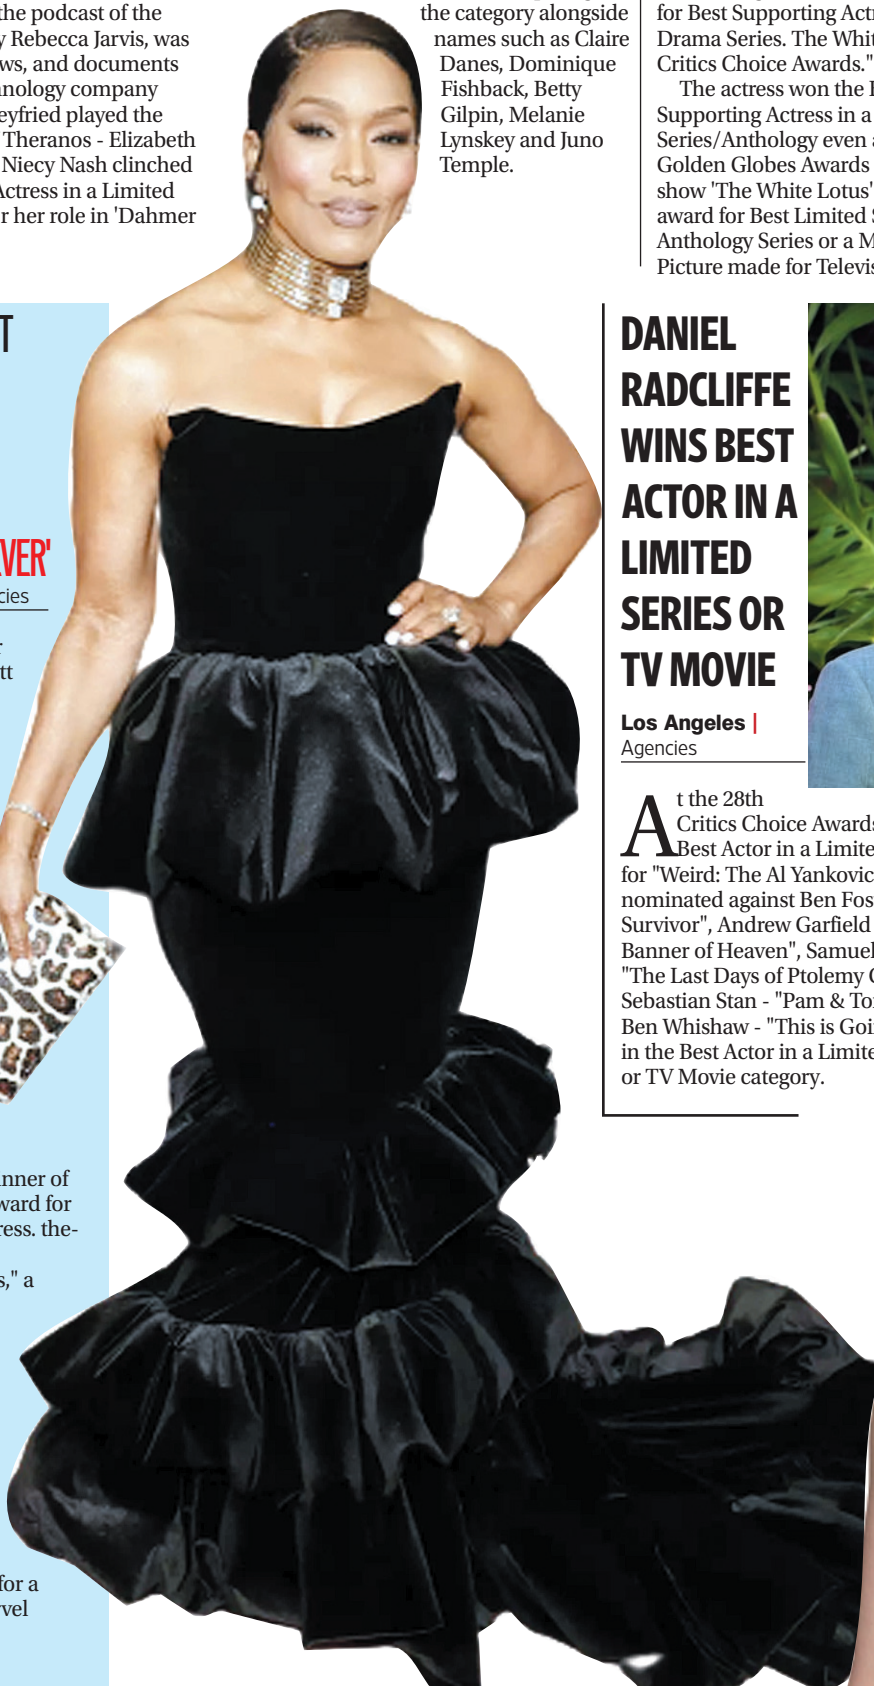 the podcast of the
y Rebecca Jarvis, was
ws, and documents
nnology company
eyfried played the
Theranos - Elizabeth
Niecy Nash clinched
Actress in a Limited
r her role in 'Dahmer
the category alongside
names such as Claire
Danes, Dominique
Fishback, Betty
Gilpin, Melanie
Lynskey and Juno
Temple.
for Best Supporting Actr
Drama Series. The Whit
Critics Choice Awards."
The actress won the
Supporting Actress in a
Series/Anthology even a
Golden Globes Awards
show 'The White Lotus'
award for Best Limited S
Anthology Series or a M
Picture made for Televis
T
VER'
cies
r
tt
nner of
ward for
ress. the-
s," a
for a
vel
DANIEL
RADCLIFFE
WINS BEST
ACTOR IN A
LIMITED
SERIES OR
TV MOVIE
Los Angeles |
Agencies
At the 28th
Critics Choice Awards
Best Actor in a Limite
for "Weird: The Al Yankovic
nominated against Ben Fos
Survivor", Andrew Garfield
Banner of Heaven", Samuel
"The Last Days of Ptolemy G
Sebastian Stan - "Pam & To
Ben Whishaw - "This is Goi
in the Best Actor in a Limite
or TV Movie category.